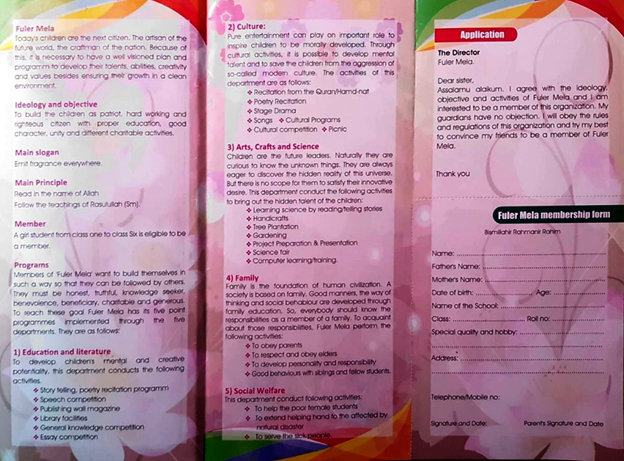 Fuler Mela
Today's children are the next citizen. The artisan of the
future world, the craftman of the nation. Because of
this, it is necessary to have a well visioned plan and
program to develop their talents, abilities, creativity
and values besides ensuring their growth in a clean
environment.
Ideology and objective
To build the children as patriot, hard working and
righteous citizen with proper education, good
character, unity and different charitable activities.
Main slogan
Emit fragrance everywhere.
Main Principle
Read in the name of Allah
Follow the teachings of Rasulullah (Sm).
Member
A girl student from class one to class Six is eligible to be
a member.
Programs
Members of 'Fuler Mela' want to build themselves in
such a way so that they can be followed by others.
They must be honest, truthful, knowledge seeker,
benevolence, beneficiary, charitable and generous.
To reach these goal Fuler Mela has its five point
programmes implemented through the five
departments. They are as follows:
1) Education and literature
To develop children's mental and creative
potentiality, this department conducts the following
activities.
❖ Story telling, poetry recitation programm
❖ Speech competition
❖ Publishing wall magazine
❖ Library facilities
❖ General knowledge competition
❖ Essay competition
2) Culture:
Pure entertainment can play an important role to
inspire children to be morally developed. Through
cultural activities, it is possible to develop mental
talent and to save the children from the aggression of
so-called modern culture. The activities of this
department are as follows:
❖ Recitation from the Quran/Hamd-nat
❖ Poetry Recitation
❖ Stage Drama
❖ Songs ❖ Cultural Programs
❖ Cultural competition ❖ Picnic
3) Arts, Crafts and Science
Children are the future leaders. Naturally they are
curious to know the unknown things. They are always
eager to discover the hidden reality of this universe.
But there is no scope for them to satisfy their innovative
desire. This department conduct the following activities
to bring out the hidden talent of the children:
❖ Learning science by reading/telling stories
❖ Handicrafts
❖ Tree Plantation
❖ Gardening
❖ Project Preparation & Presentation
❖ Science fair
❖ Computer learning/training.
4) Family
Family is the foundation of human civilization. A
society is based on family. Good manners, the way of
thinking and social behaviour are developed through
family education. So, everybody should know the
responsibilities as a member of a family. To acquaint
about those responsibilities, Fuler Mela perform the
following activities:
❖ To obey parents
❖ To respect and obey elders
❖ To develop personality and responsibility
❖ Good behaviours with siblings and fellow students.
5) Social Welfare
This department conduct following activities.
❖ To help the poor female students
❖ To extend helping hand to the affected by
natural disaster
❖ To serve the sick people.
Application
The Director
Fuler Mela.
Dear sister,
Assalamu alaikum. I agree with the ideology,
objective and activities of Fuler Mela and I am
interested to be a member of this organization. My
guardians have no objection. I will obey the rules
and regulations of this organization and try my best
to convince my friends to be a member of Fuler
Mela.
Thank you
Fuler Mela membership form
Bismillahir Rahmanir Rahim
Name:
Father's Name:
Mother's Name:
Date of birth: Age:
Name of the School:
Class: Roll no:
Special quality and hobby:
Address:
Telephone/Mobile no:
Signature and Date: Parent's Signature and Date